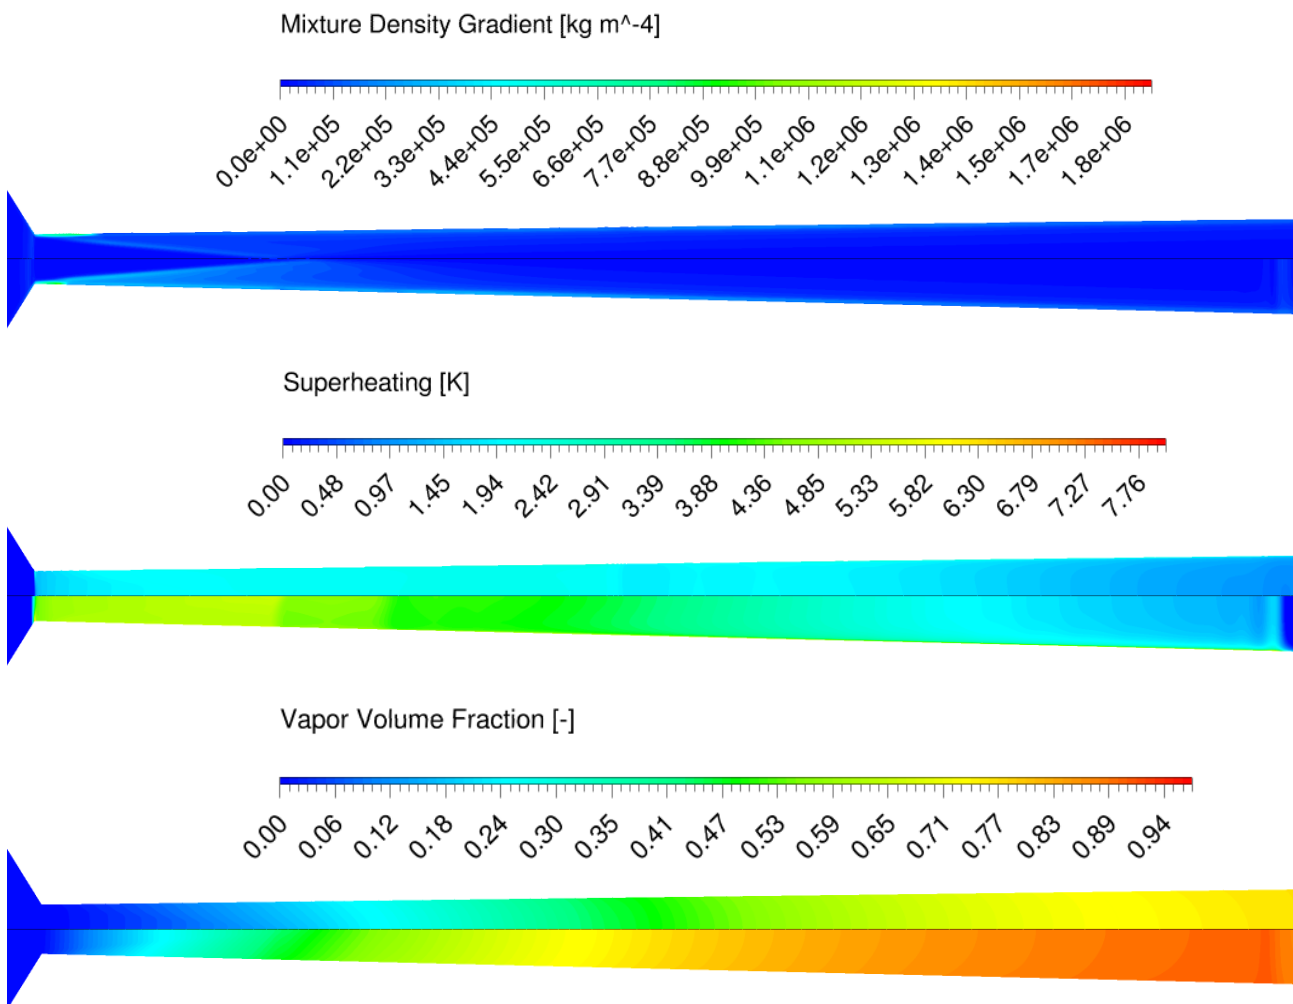 Mixture Density Gradient [kg m^-4]
0.0e+00 1.1e+05 2.2e+05 3.3e+05 4.4e+05 5.5e+05 6.6e+05 7.7e+05 8.8e+05 9.9e+05 1.1e+06 1.2e+06 1.3e+06 1.4e+06 1.5e+06 1.7e+06 1.8e+06
Superheating [K]
0.00 0.48 0.97 1.45 1.94 2.42 2.91 3.39 3.88 4.36 4.85 5.33 5.82 6.30 6.79 7.27 7.76
Vapor Volume Fraction [-]
0.00 0.06 0.12 0.18 0.24 0.30 0.35 0.41 0.47 0.53 0.59 0.65 0.71 0.77 0.83 0.89 0.94